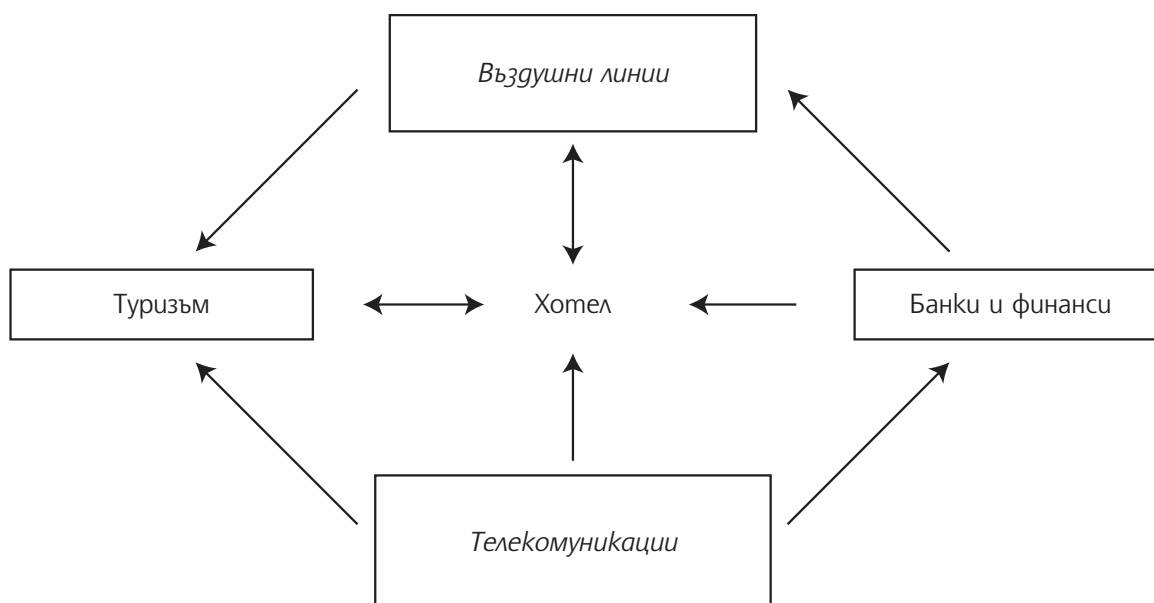 Въздушни линии
Туризъм
Хотел
Банки и финанси
Телекомуникации